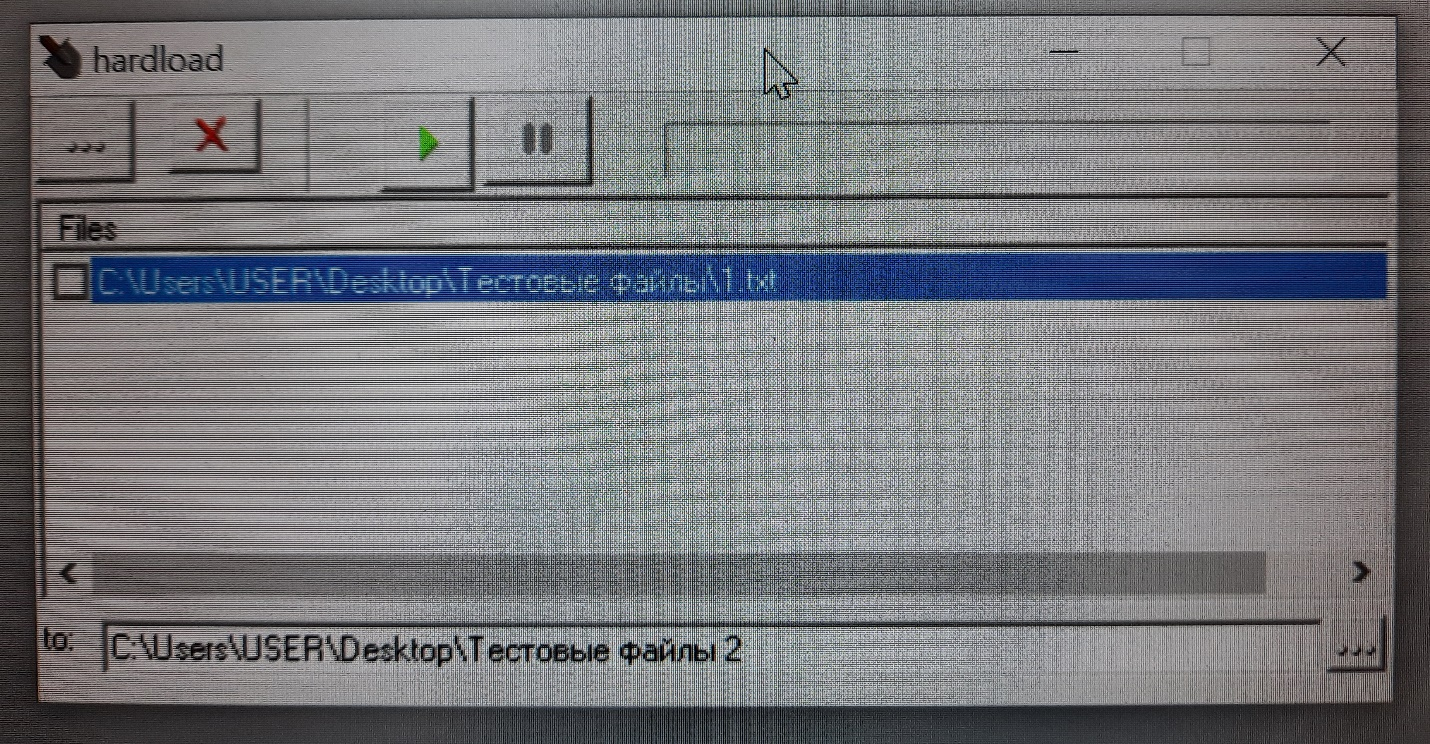 hardload
...
Files
C:\Users\USER\Desktop\Тестовые файлы\1.txt
to:
C:\Users\USER\Desktop\Тестовые файлы 2
...